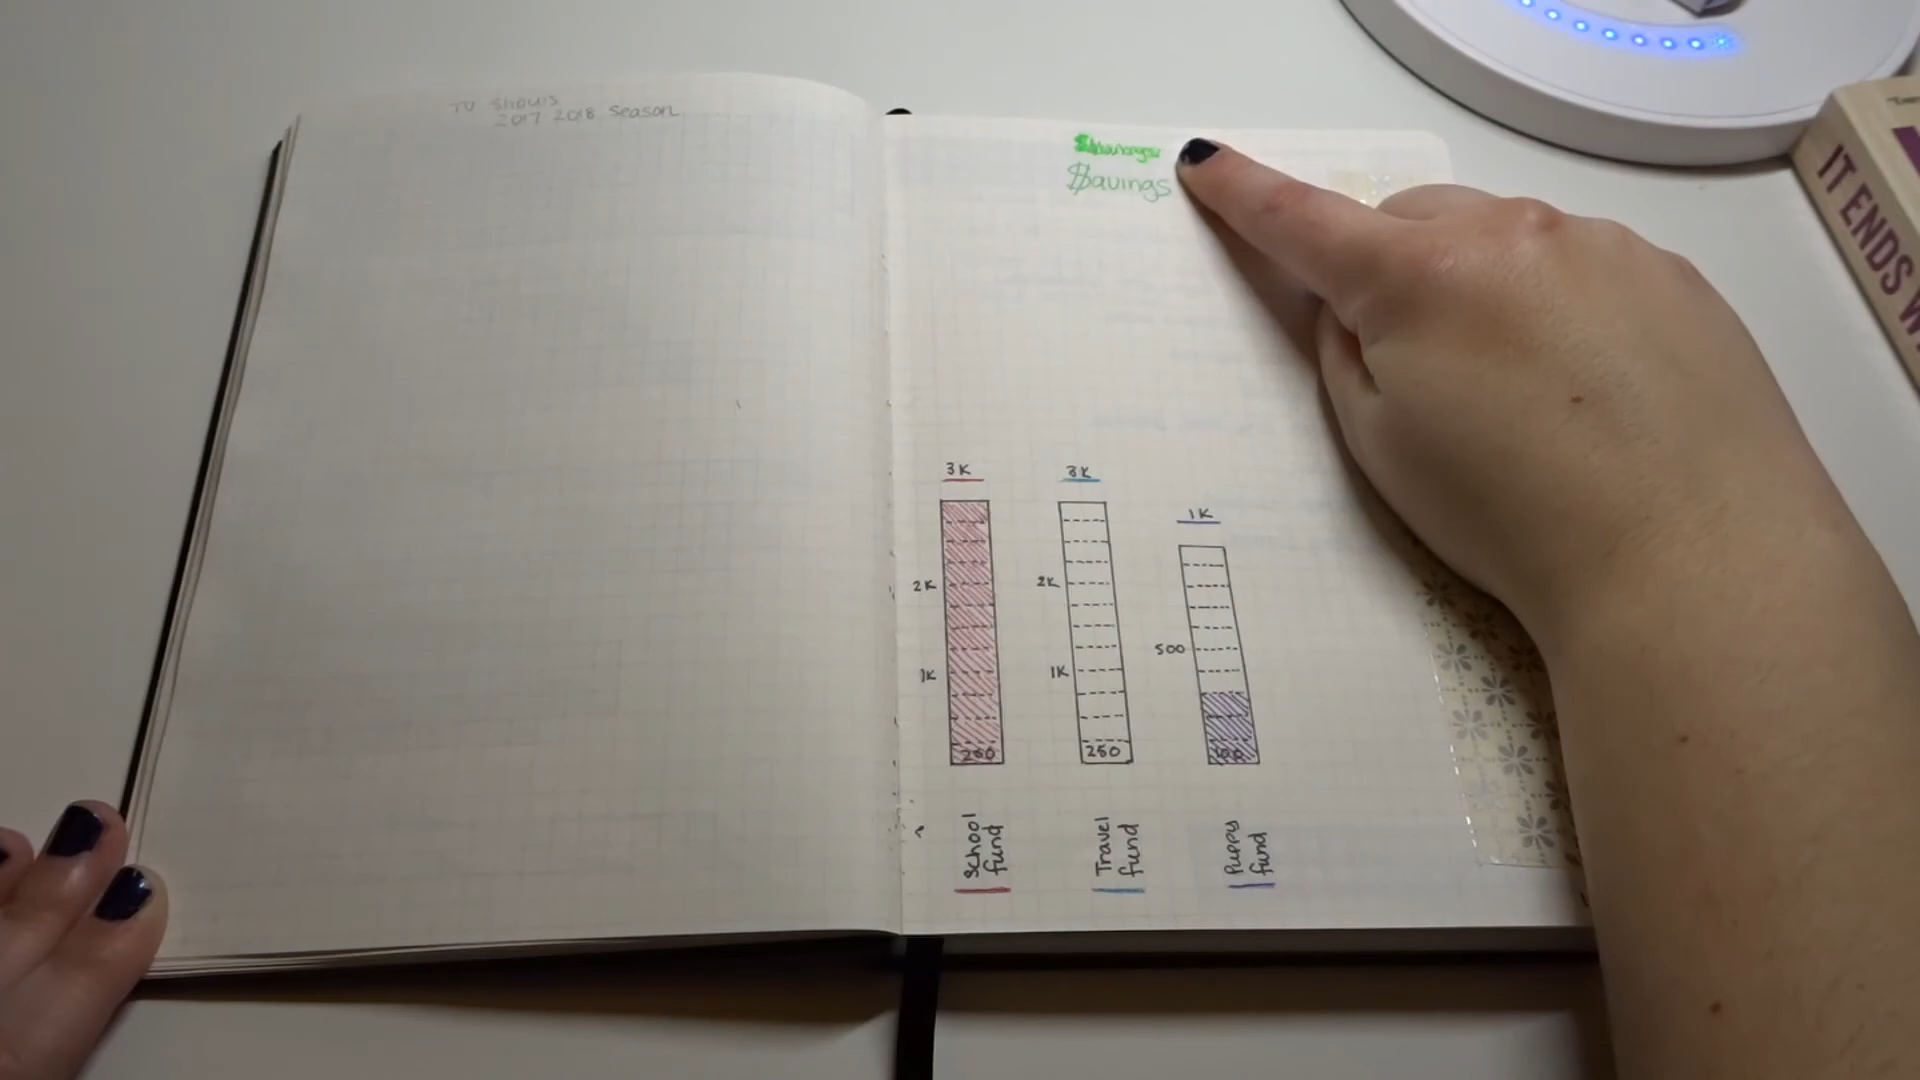 TV Shows
2017 2018 Season
$avings
3K
3K
1K
2K
2K
500
1K
1K
250
250
100
School
fund
Travel
fund
Puppy
fund
IT ENDS W